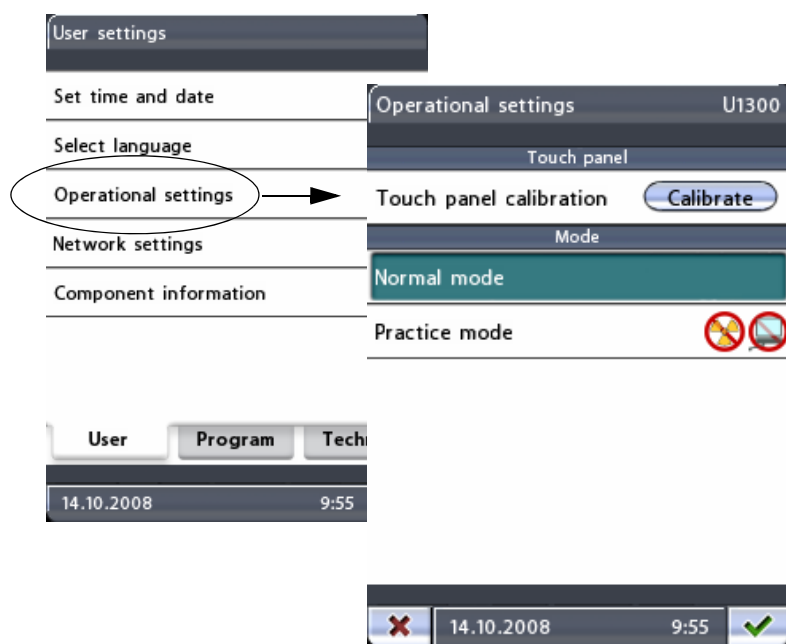 User settings
Set time and date
Select language
Operational settings
Network settings
Component information
User Program
14.10.2008 9:55
Operational settings U1300
Touch panel
Touch panel calibration Calibrate
Mode
Normal mode
Practice mode
14.10.2008 9:55